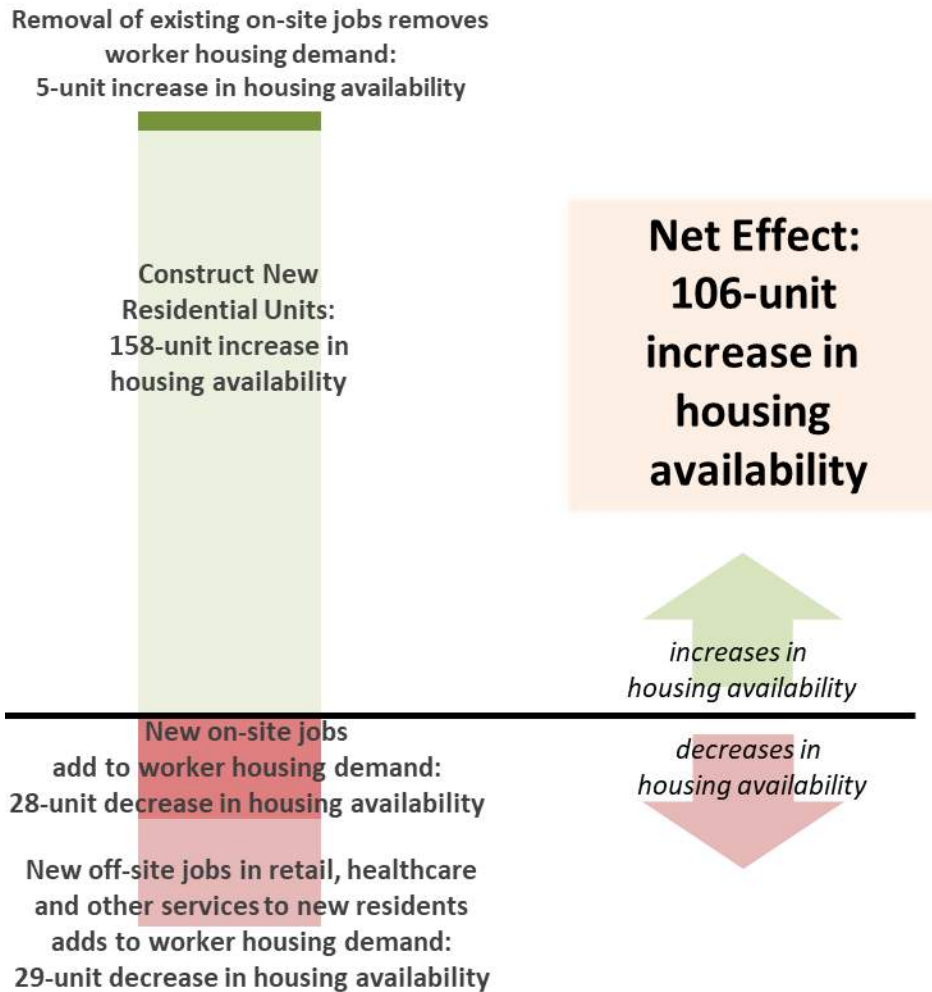 Removal of existing on-site jobs removes
worker housing demand:
5-unit increase in housing availability
Construct New
Residential Units:
158-unit increase in
housing availability
Net Effect:
106-unit
increase in
housing
availability
increases in
housing availability
New on-site jobs
add to worker housing demand:
28-unit decrease in housing availability
decreases in
housing availability
New off-site jobs in retail, healthcare
and other services to new residents
adds to worker housing demand:
29-unit decrease in housing availability